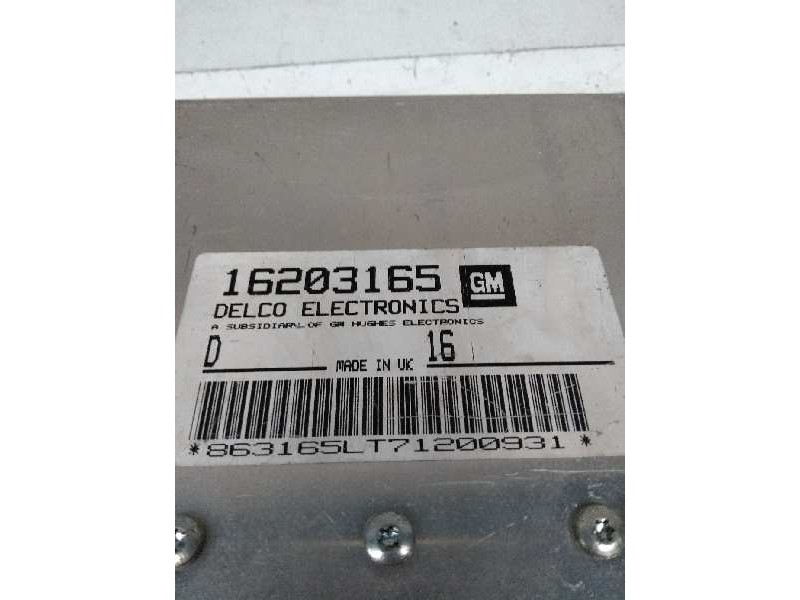 16203165 GM
DELCO ELECTRONICS
A SUBSIDIARY OF GM HUGHES ELECTRONICS
D 16
MADE IN UK
*863165LT71200931*